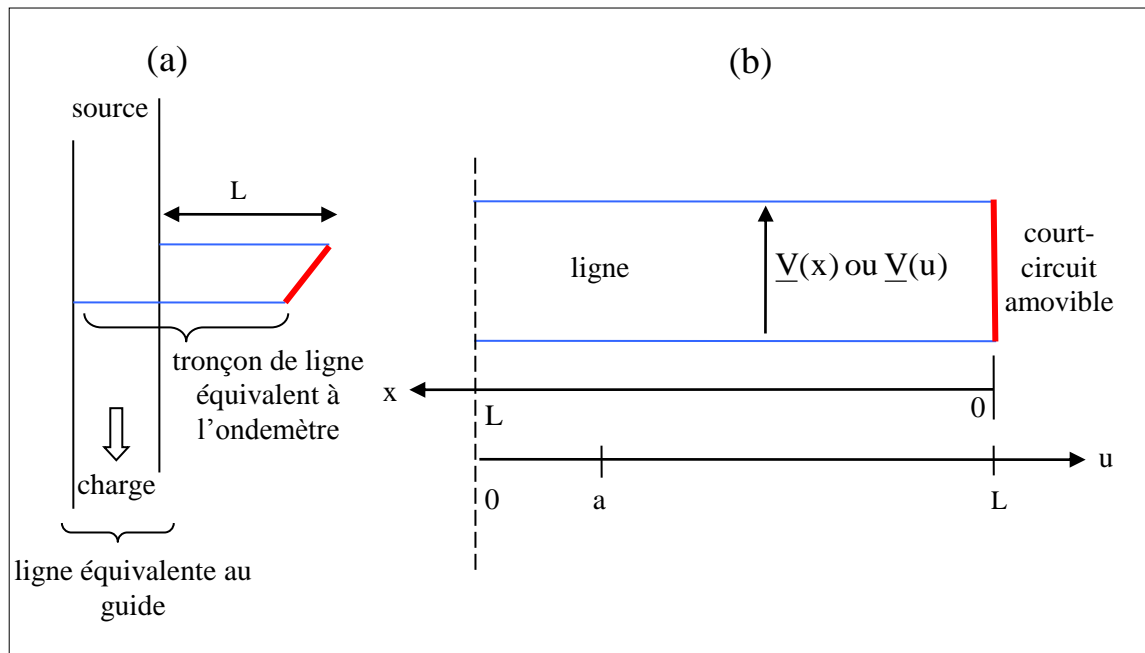 (a)
source
L
tronçon de ligne
équivalent à
l’ondemètre
charge
ligne équivalente au
guide
(b)
ligne
V(x) ou V(u)
court-
circuit
amovible
x
L
0
u
0
a
L